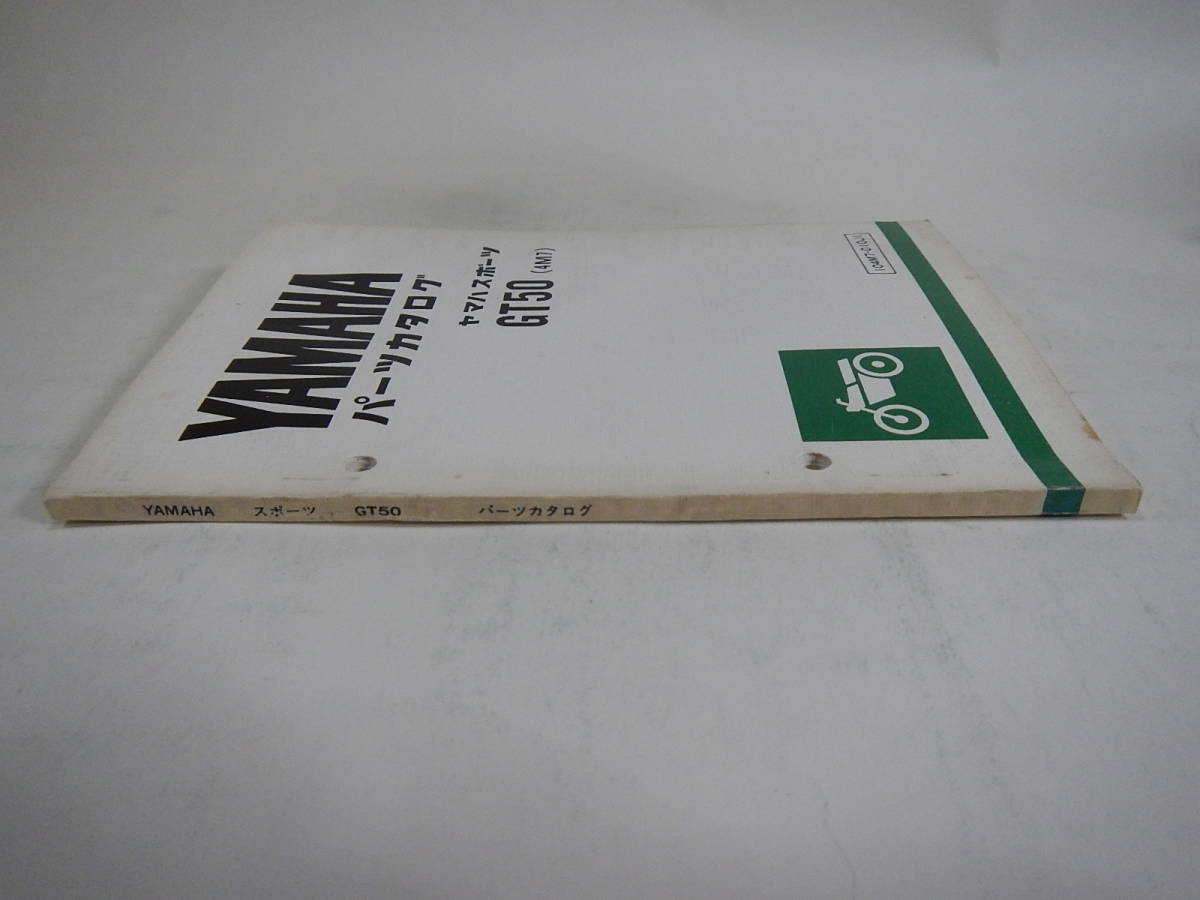 YAMAHA
パーツカタログ
ヤマハスポーツ
GT50 (4M7)
YAMAHA スポーツ GT50 パーツカタログ